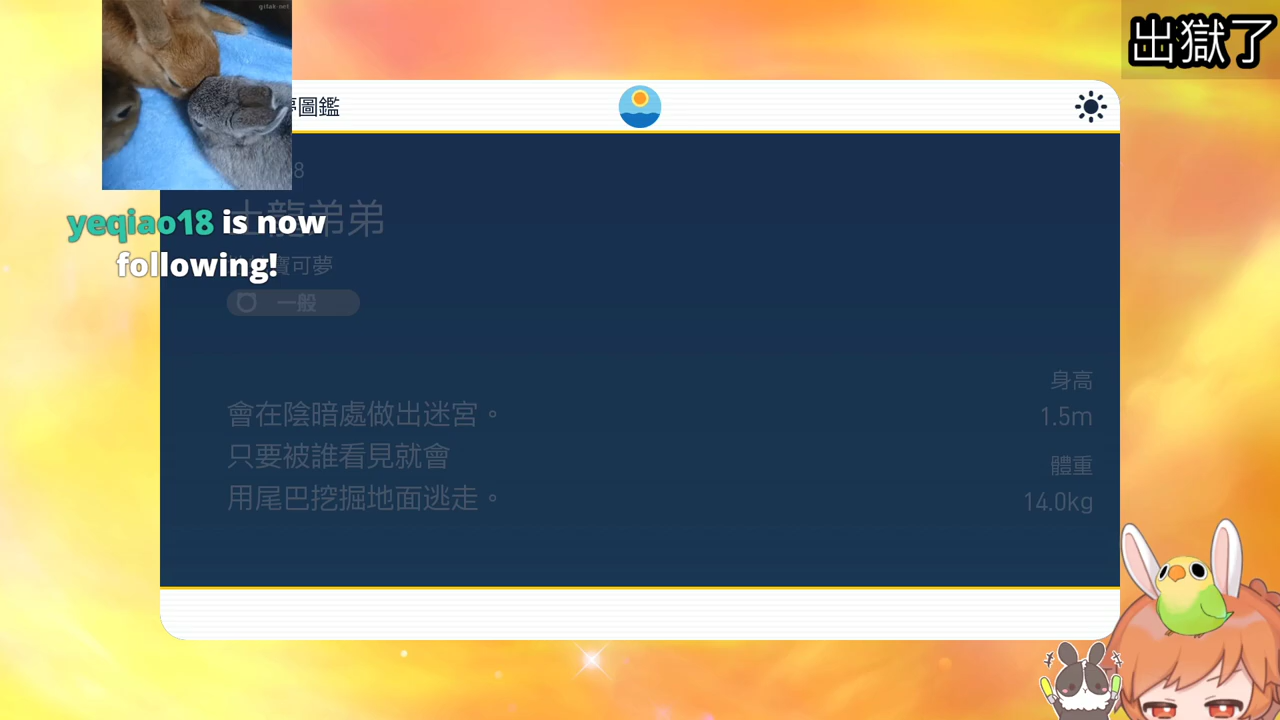 gifak.net
出獄了
夢圖鑑
8
yeqiao18 is now
following!
土龍弟弟
寶可夢
一般
身高
會在陰暗處做出迷宮。
1.5m
只要被誰看見就會
體重
用尾巴挖掘地面逃走。
14.0kg